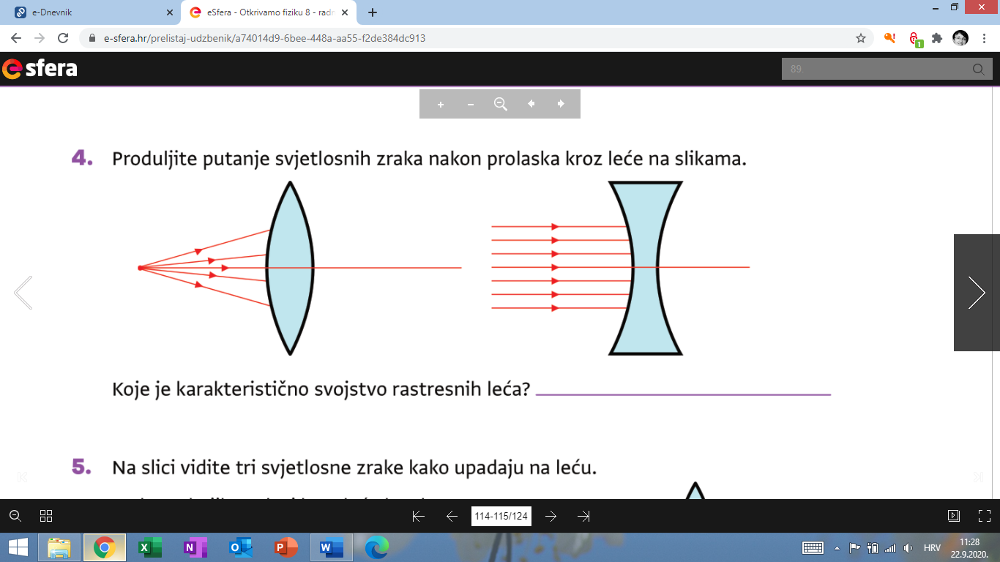 e-Dnevnik
eSfera - Otkrivamo fiziku 8 - radn
e-sfera.hr/prelistaj-udzbenik/a74014d9-6bee-448a-aa55-f2de384dc913
1
e sfera
89.
4. Produljite putanje svjetlosnih zraka nakon prolaska kroz leće na slikama.
Koje je karakteristično svojstvo rastresnih leća?
5. Na slici vidite tri svjetlosne zrake kako upadaju na leću.
114-115/124
HRV
11:28
22.9.2020.